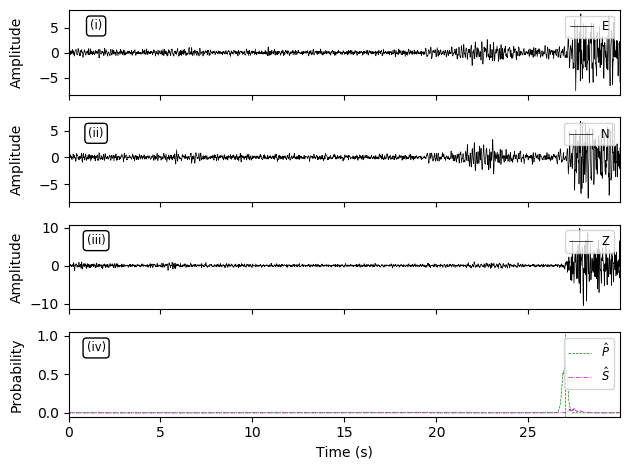 (i)
E
Amplitude
5
0
−5
(ii)
N
Amplitude
5
0
−5
(iii)
Z
Amplitude
10
0
−10
(iv)
P̂
Ŝ
Probability
1.0
0.5
0.0
0 5 10 15 20 25
Time (s)